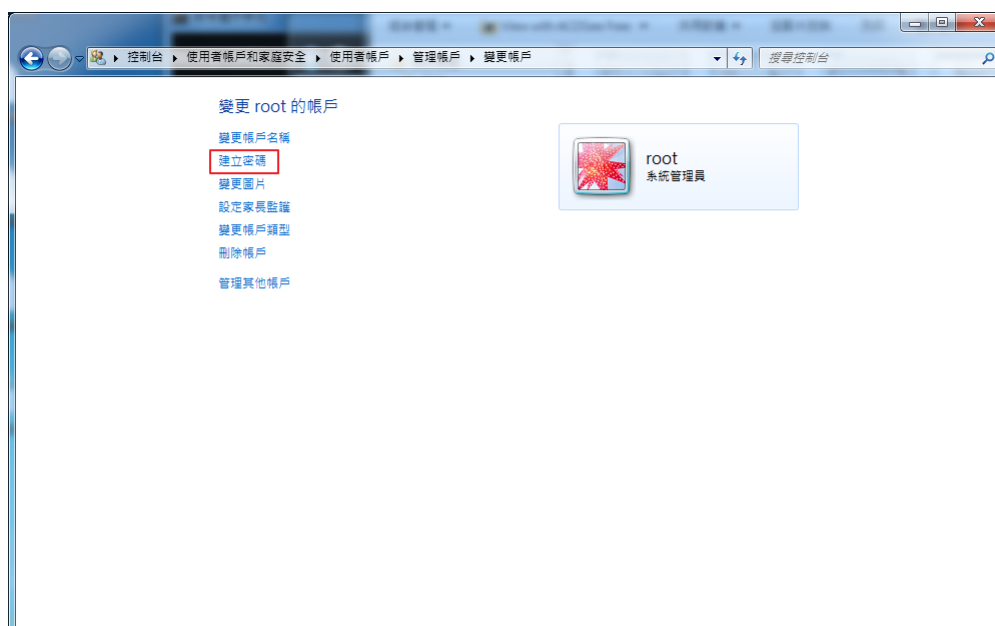 控制台 ▸ 使用者帳戶和家庭安全 ▸ 使用者帳戶 ▸ 管理帳戶 ▸ 變更帳戶
搜尋控制台
變更 root 的帳戶
變更帳戶名稱
建立密碼
變更圖片
設定家長監護
變更帳戶類型
刪除帳戶
管理其他帳戶
root
系統管理員